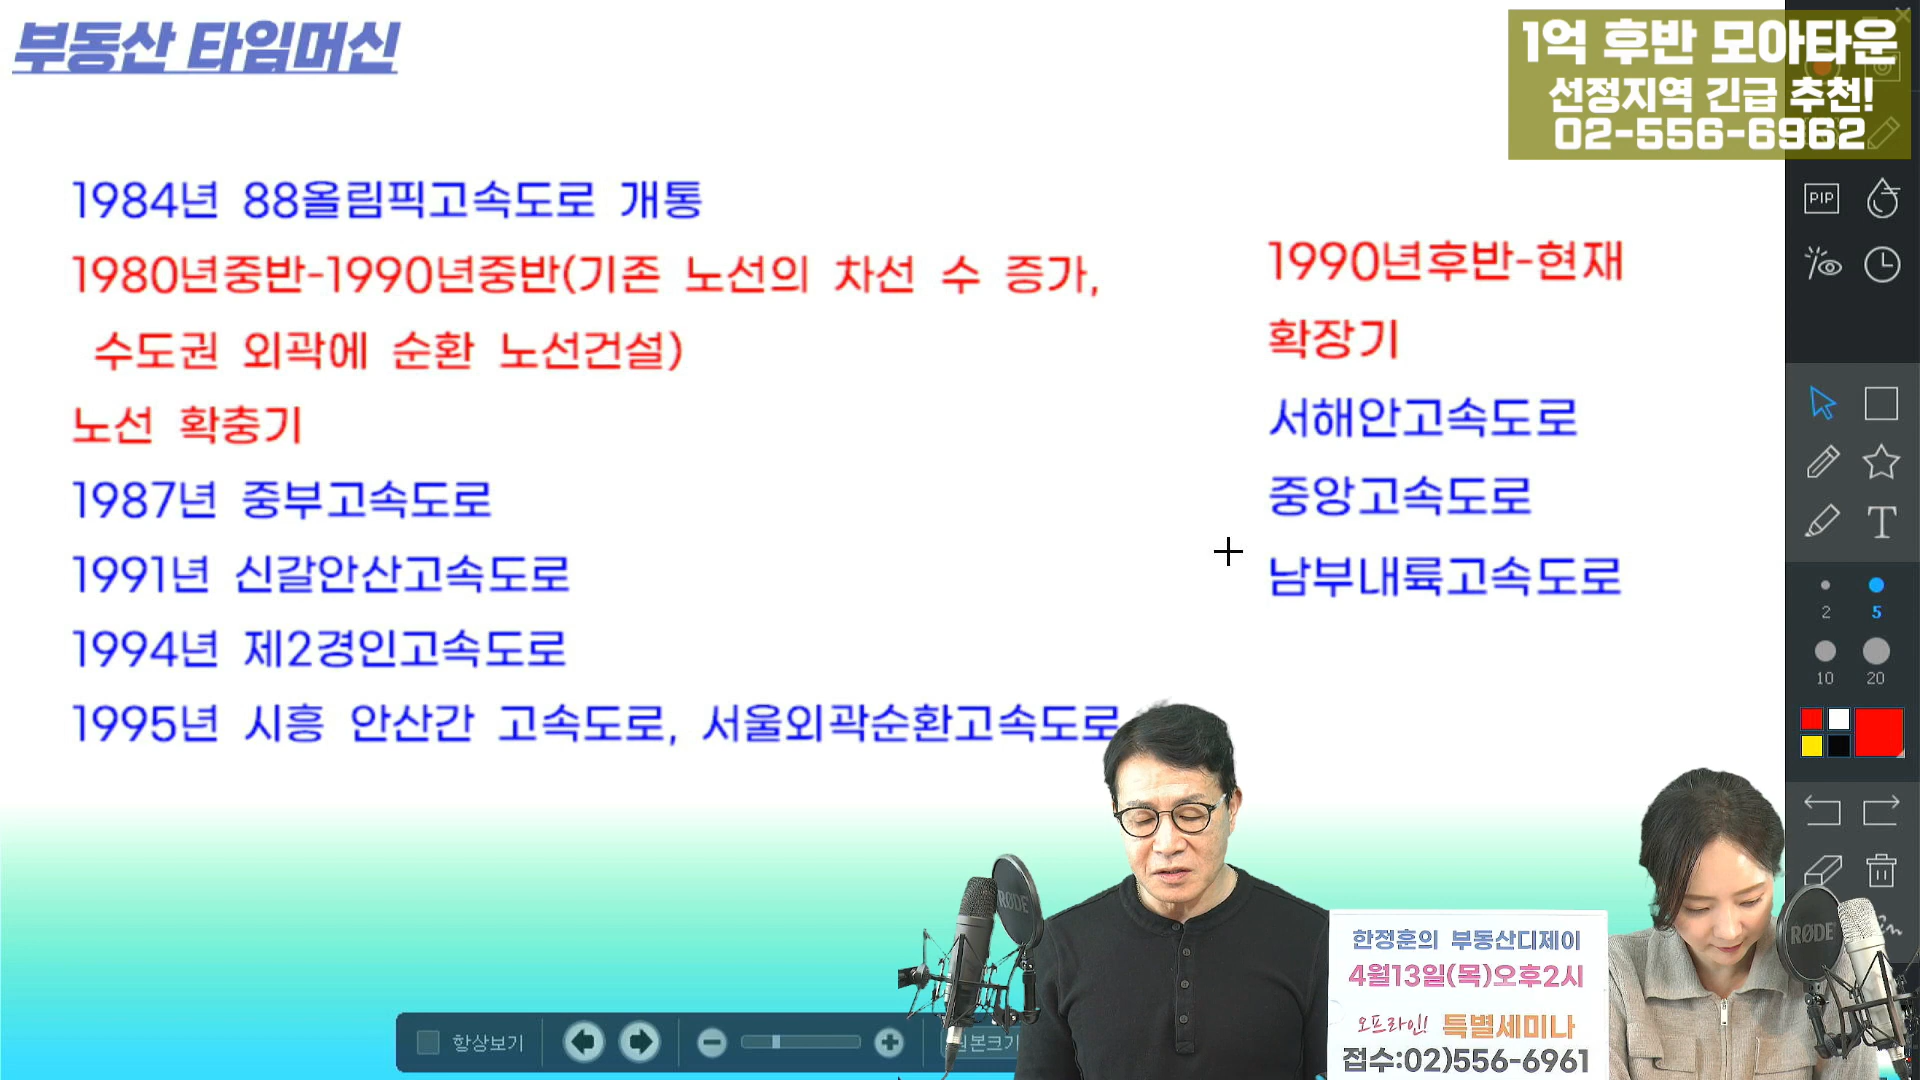 부동산 타임머신
1억 후반 모아타운
선정지역 긴급 추천!
02-556-6962
1984년 88올림픽고속도로 개통
1980년중반-1990년중반(기존 노선의 차선 수 증가,
수도권 외곽에 순환 노선건설)
노선 확충기
1987년 중부고속도로
1991년 신갈안산고속도로
1994년 제2경인고속도로
1995년 시흥 안산간 고속도로, 서울외곽순환고속도로
1990년후반-현재
확장기
서해안고속도로
중앙고속도로
남부내륙고속도로
PIP
T
2
5
10
20
RØDE
RØDE
한정훈의 부동산디제이
4월13일(목)오후2시
오프라인! 특별세미나
접수:02)556-6961
항상보기